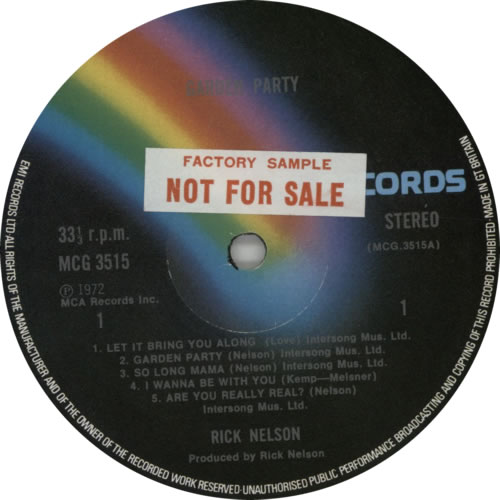 GARDEN PARTY
FACTORY SAMPLE
NOT FOR SALE
CORDS
33⅓ r.p.m.
STEREO
MCG 3515
(MCG.3515A)
Ⓟ 1972
MCA Records Inc.
1
1
1. LET IT BRING YOU ALONG (Love) Intersong Mus. Ltd.
2. GARDEN PARTY (Nelson) Intersong Mus. Ltd.
3. SO LONG MAMA (Nelson) Intersong Mus. Ltd.
4. I WANNA BE WITH YOU (Kemp—Meisner)
5. ARE YOU REALLY REAL? (Nelson)
Intersong Mus. Ltd.
RICK NELSON
Produced by Rick Nelson
EMI RECORDS LTD. ALL RIGHTS OF THE MANUFACTURER AND OF THE OWNER OF THE RECORDED WORK RESERVED·UNAUTHORISED PUBLIC PERFORMANCE BROADCASTING AND COPYING OF THIS RECORD PROHIBITED·MADE IN GT BRITAIN